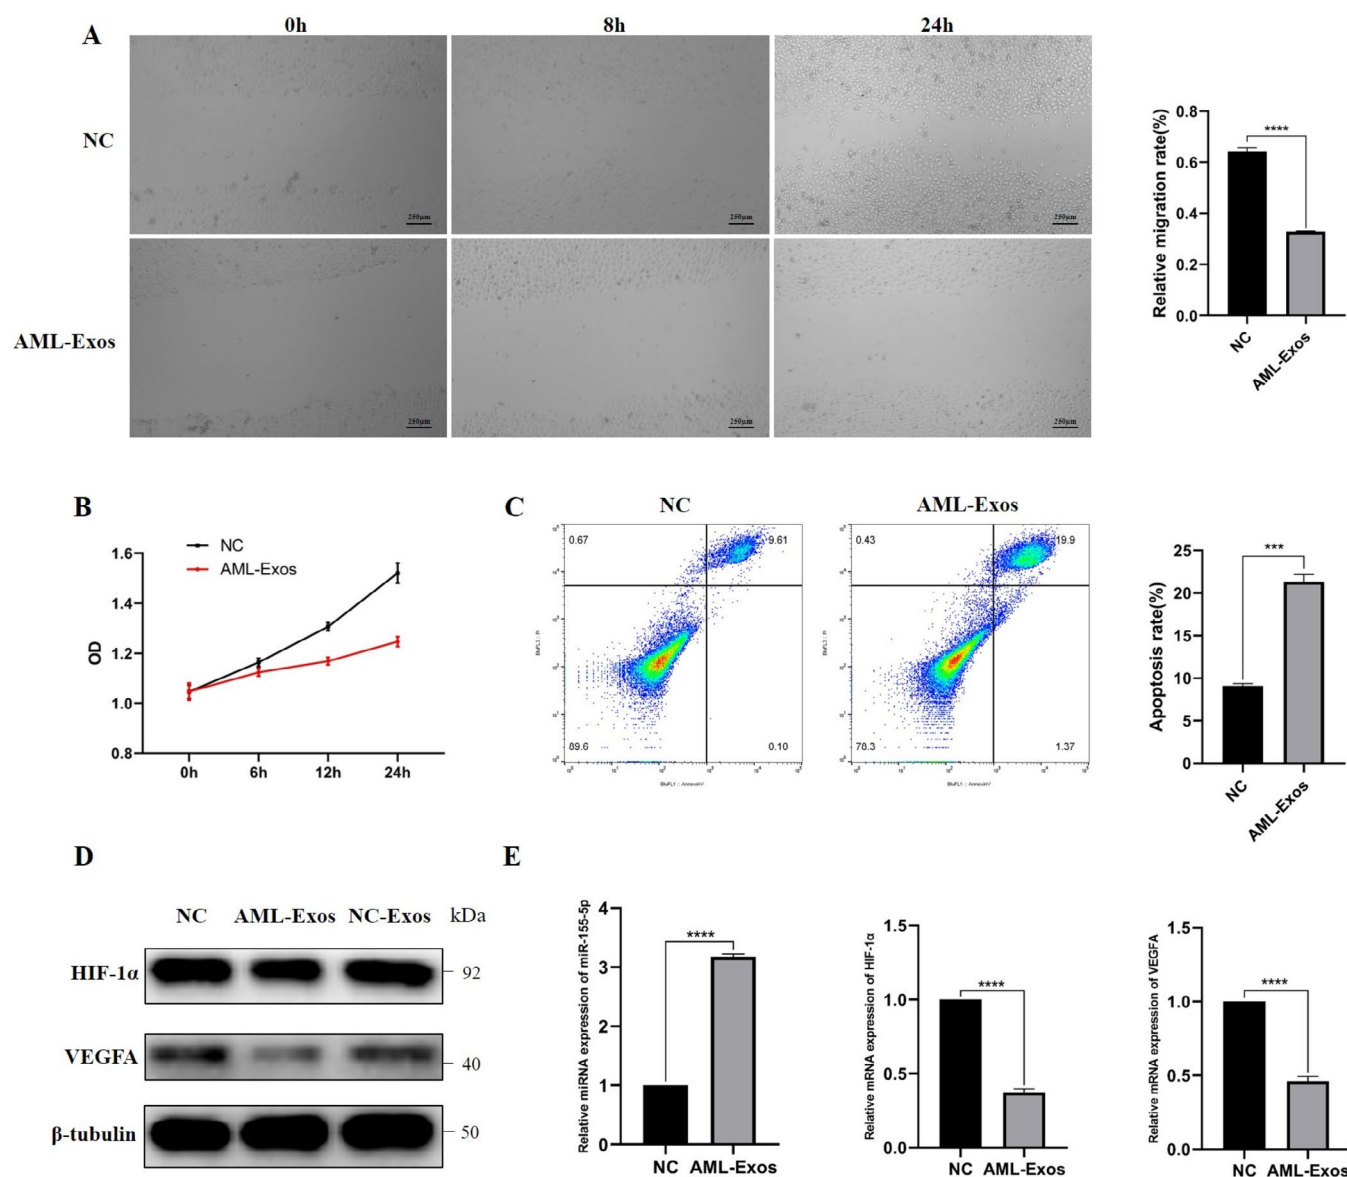 A
0h 8h 24h
NC
250μm 250μm 250μm
AML-Exos
250μm 250μm 250μm
Relative migration rate(%)
0.8
0.6
0.4
0.2
0.0
****
NC
AML-Exos
B
NC
AML-Exos
OD
1.6
1.4
1.2
1.0
0.8
0h 6h 12h 24h
C
NC AML-Exos
0.67 9.61
89.6 0.10
BluFL1 :: AnnexinV
0.43 19.9
78.3 1.37
BluFL1 :: AnnexinV
Apoptosis rate(%)
25
20
15
10
5
0
***
NC
AML-Exos
D
NC AML-Exos NC-Exos kDa
HIF-1α 92
VEGFA 40
β-tubulin 50
E
Relative miRNA expression of miR-155-5p
4
3
2
1
0
****
NC AML-Exos
Relative mRNA expression of HIF-1α
1.5
1.0
0.5
0.0
****
NC AML-Exos
Relative mRNA expression of VEGFA
1.5
1.0
0.5
0.0
****
NC AML-Exos